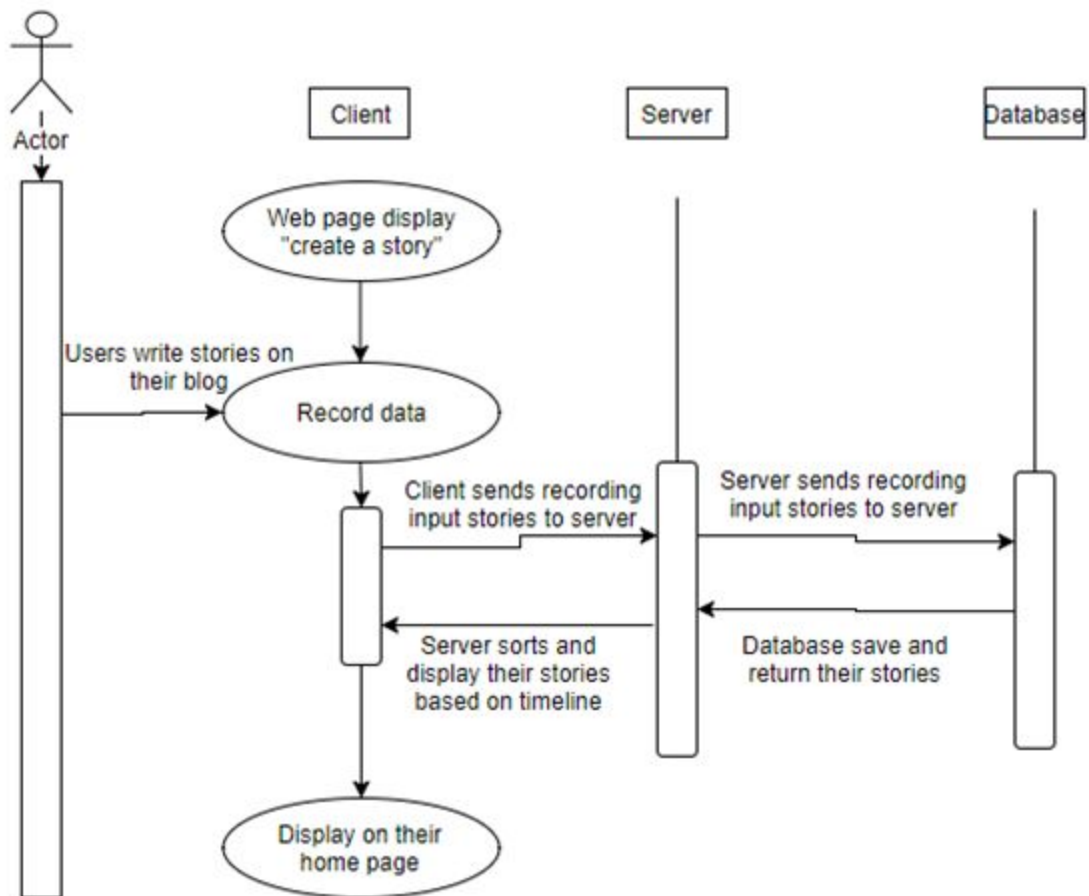 Actor
Client
Server
Database
Web page display
"create a story"
Users write stories on
their blog
Record data
Client sends recording
input stories to server
Server sends recording
input stories to server
Server sorts and
display their stories
based on timeline
Database save and
return their stories
Display on their
home page